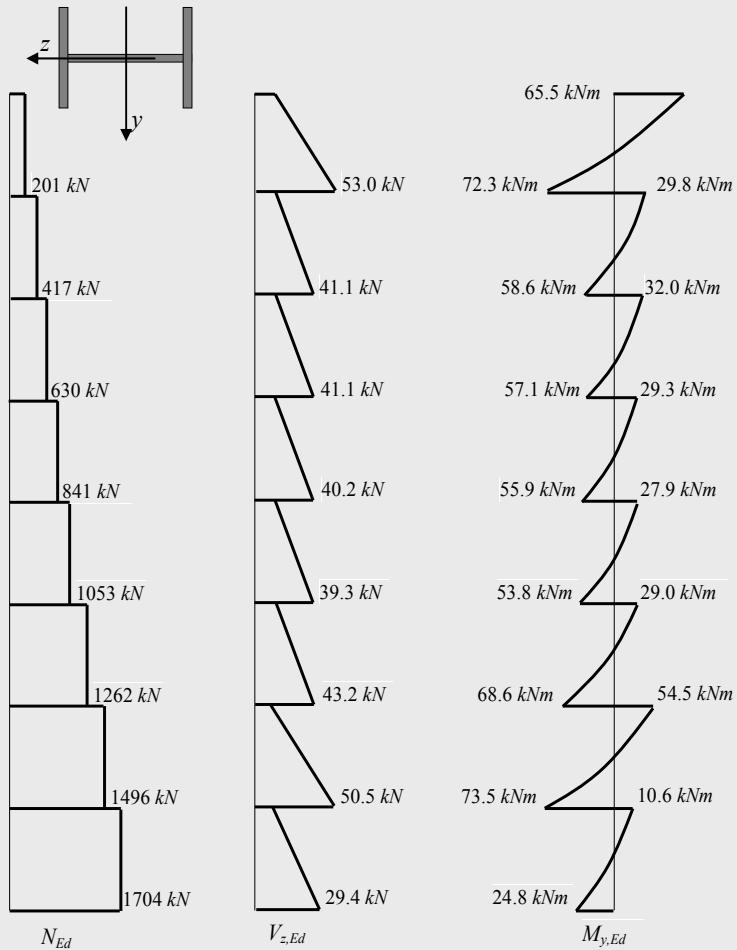 z
y
65.5 kNm
201 kN
53.0 kN
72.3 kNm
29.8 kNm
417 kN
41.1 kN
58.6 kNm
32.0 kNm
630 kN
41.1 kN
57.1 kNm
29.3 kNm
841 kN
40.2 kN
55.9 kNm
27.9 kNm
1053 kN
39.3 kN
53.8 kNm
29.0 kNm
1262 kN
43.2 kN
68.6 kNm
54.5 kNm
1496 kN
50.5 kN
73.5 kNm
10.6 kNm
1704 kN
29.4 kN
24.8 kNm
N_Ed
V_z,Ed
M_y,Ed